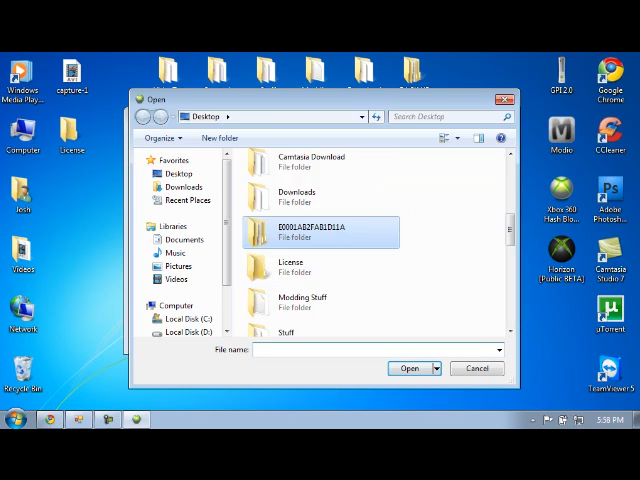 Windows
Media Play...
capture-1
GPI 2.0
Google
Chrome
Computer
License
Modio
CCleaner
Josh
Xbox 360
Hash Blo...
Adobe
Photosh...
Videos
Horizon
[Public BETA]
Camtasia
Studio 7
Network
µTorrent
Recycle Bin
TeamViewer 5
Open
Desktop
Search Desktop
Organize
New folder
Favorites
Desktop
Downloads
Recent Places
Libraries
Documents
Music
Pictures
Videos
Computer
Local Disk (C:)
Local Disk (D:)
Camtasia Download
File folder
Downloads
File folder
E0001AB2FAB1D11A
File folder
License
File folder
Modding Stuff
File folder
Stuff
File name:
Open
Cancel
5:58 PM